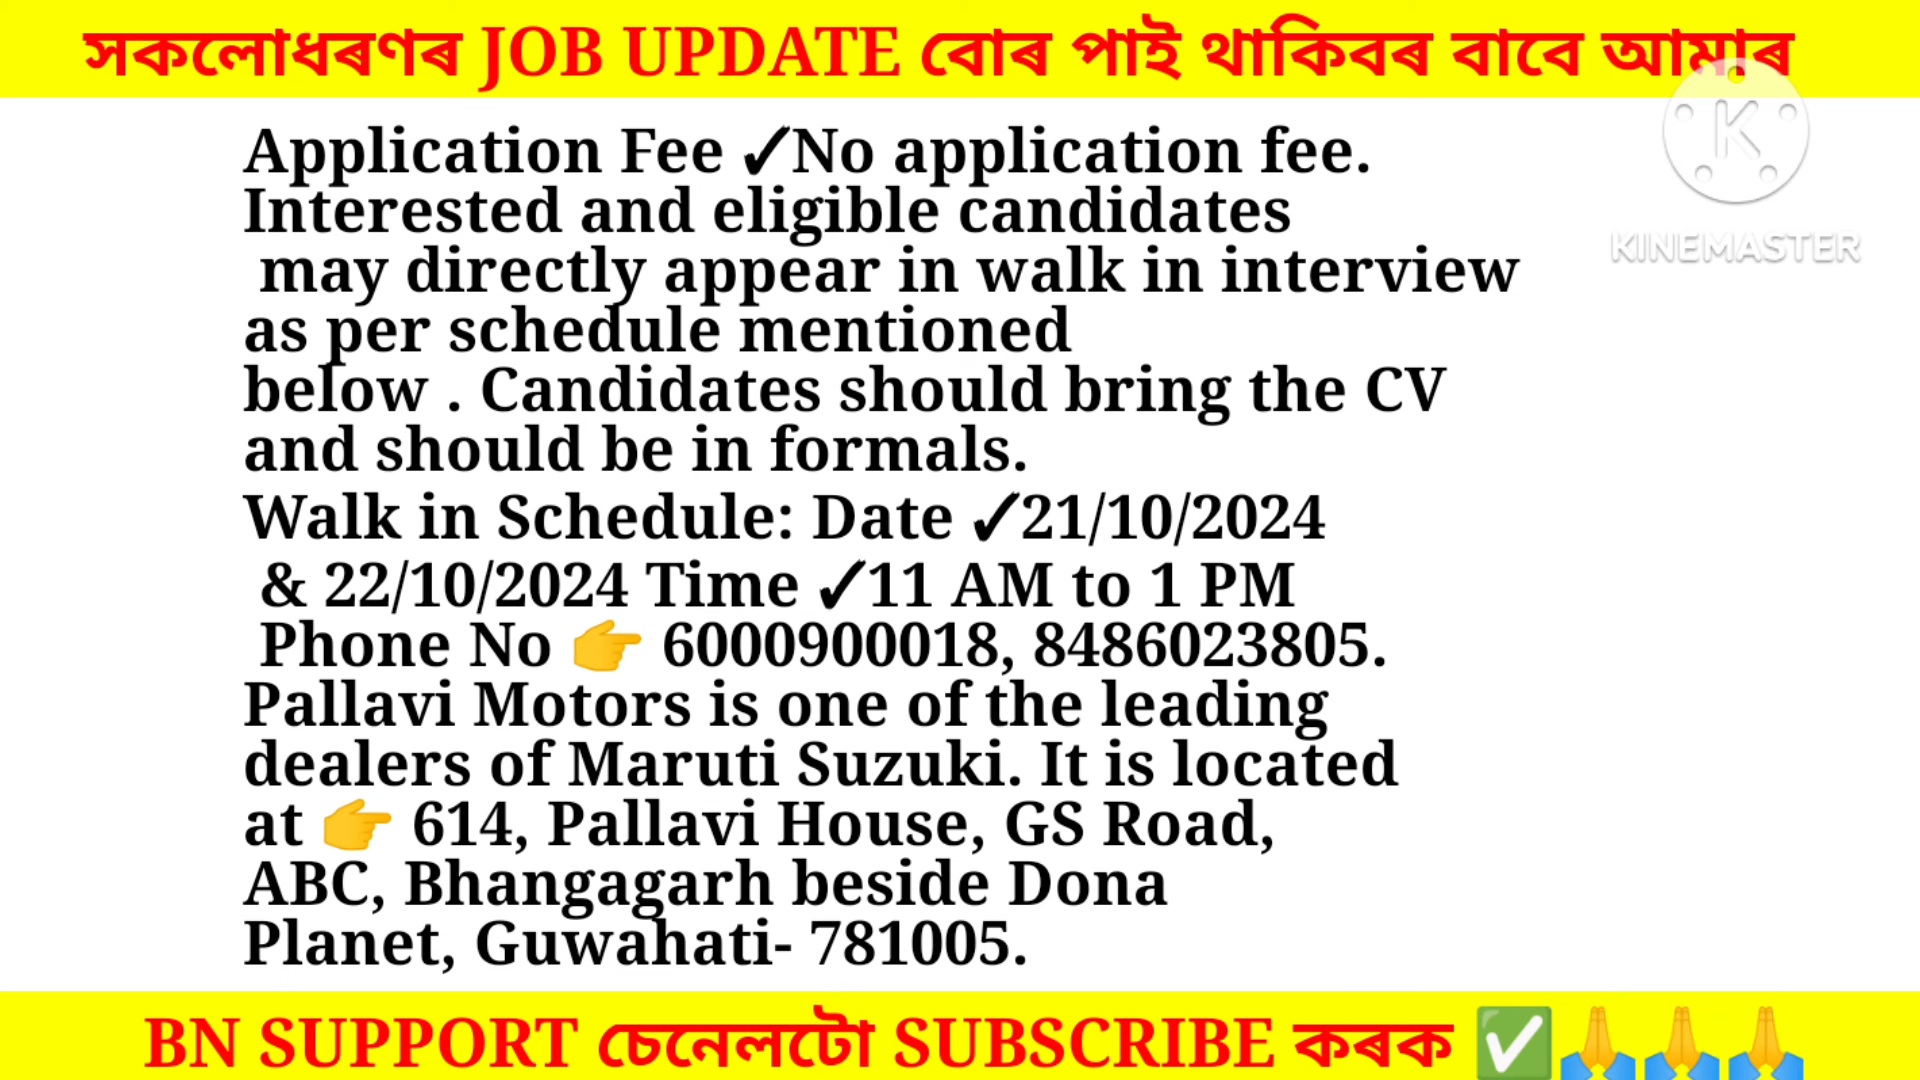 সকলোধৰণৰ JOB UPDATE বোৰ পাই থাকিবৰ বাবে আমাৰ
Application Fee ✓No application fee.
Interested and eligible candidates
may directly appear in walk in interview
as per schedule mentioned
below . Candidates should bring the CV
and should be in formals.
Walk in Schedule: Date ✓21/10/2024
& 22/10/2024 Time ✓11 AM to 1 PM
Phone No 👉 6000900018, 8486023805.
Pallavi Motors is one of the leading
dealers of Maruti Suzuki. It is located
at 👉 614, Pallavi House, GS Road,
ABC, Bhangagarh beside Dona
Planet, Guwahati- 781005.
BN SUPPORT চেনেলটো SUBSCRIBE কৰক ✅🙏🙏🙏
K
KINEMASTER